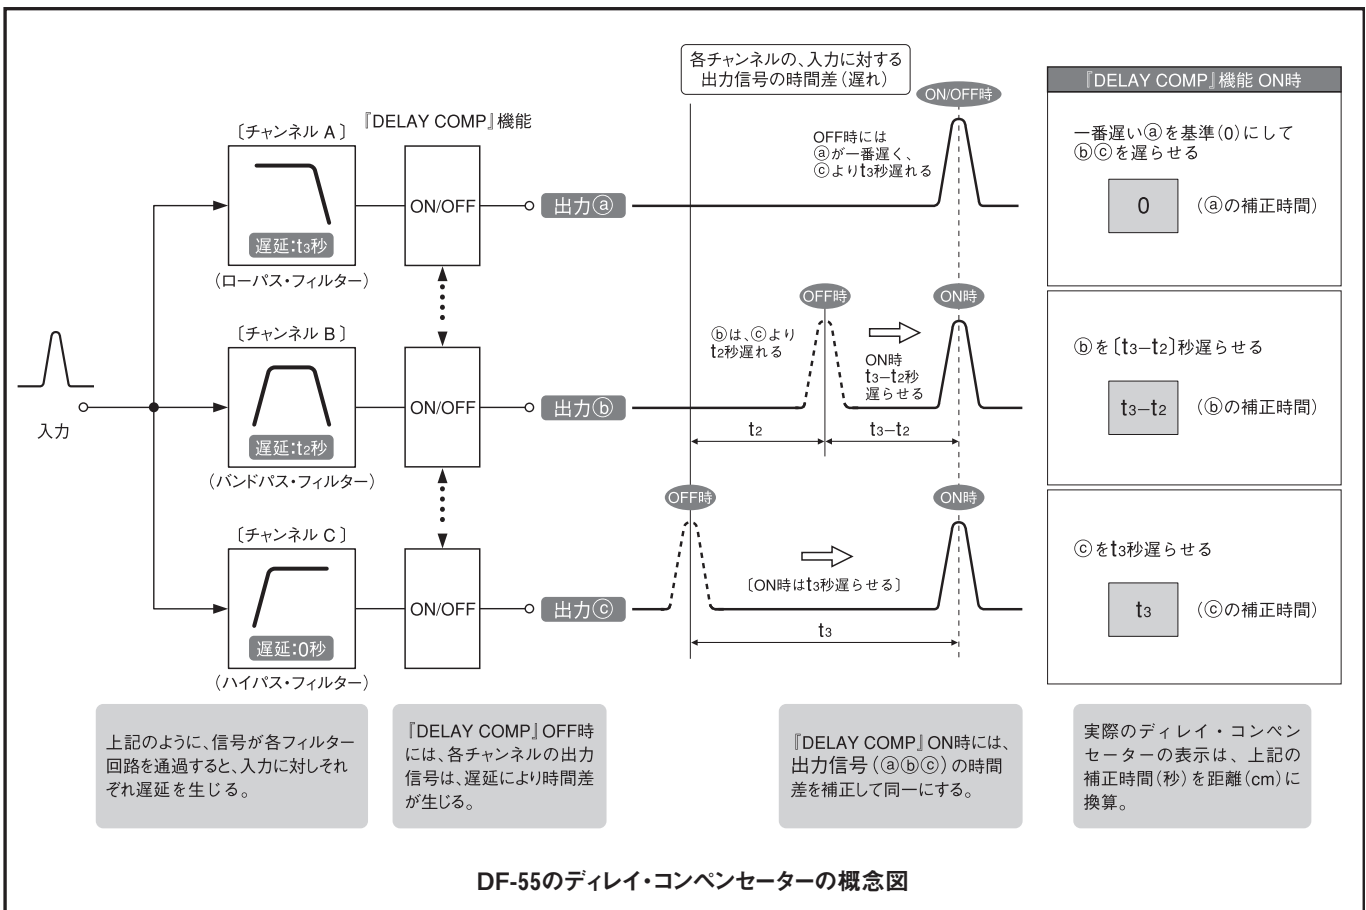 各チャンネルの、入力に対する
出力信号の時間差（遅れ）
『DELAY COMP』機能
〔チャンネル A〕
遅延:t3秒
（ローパス・フィルター）
ON/OFF
出力ⓐ
OFF時には
ⓐが一番遅く、
ⓒよりt3秒遅れる
ON/OFF時
入力
〔チャンネル B〕
遅延:t2秒
（バンドパス・フィルター）
ON/OFF
出力ⓑ
ⓑは、ⓒより
t2秒遅れる
OFF時
ON時
t3−t2秒
遅らせる
ON時
t2
t3−t2
〔チャンネル C〕
遅延:0秒
（ハイパス・フィルター）
ON/OFF
出力ⓒ
OFF時
〔ON時はt3秒遅らせる〕
ON時
t3
『DELAY COMP』機能 ON時
一番遅いⓐを基準（0）にして
ⓑⓒを遅らせる
0 （ⓐの補正時間）
ⓑを〔t3−t2〕秒遅らせる
t3−t2 （ⓑの補正時間）
ⓒをt3秒遅らせる
t3 （ⓒの補正時間）
上記のように、信号が各フィルター
回路を通過すると、入力に対しそれ
ぞれ遅延を生じる。
『DELAY COMP』OFF時
には、各チャンネルの出力
信号は、遅延により時間差
が生じる。
『DELAY COMP』ON時には、
出力信号（ⓐⓑⓒ）の時間
差を補正して同一にする。
実際のディレイ・コンペン
セーターの表示は、上記の
補正時間（秒）を距離（cm）に
換算。
DF-55のディレイ・コンペンセーターの概念図